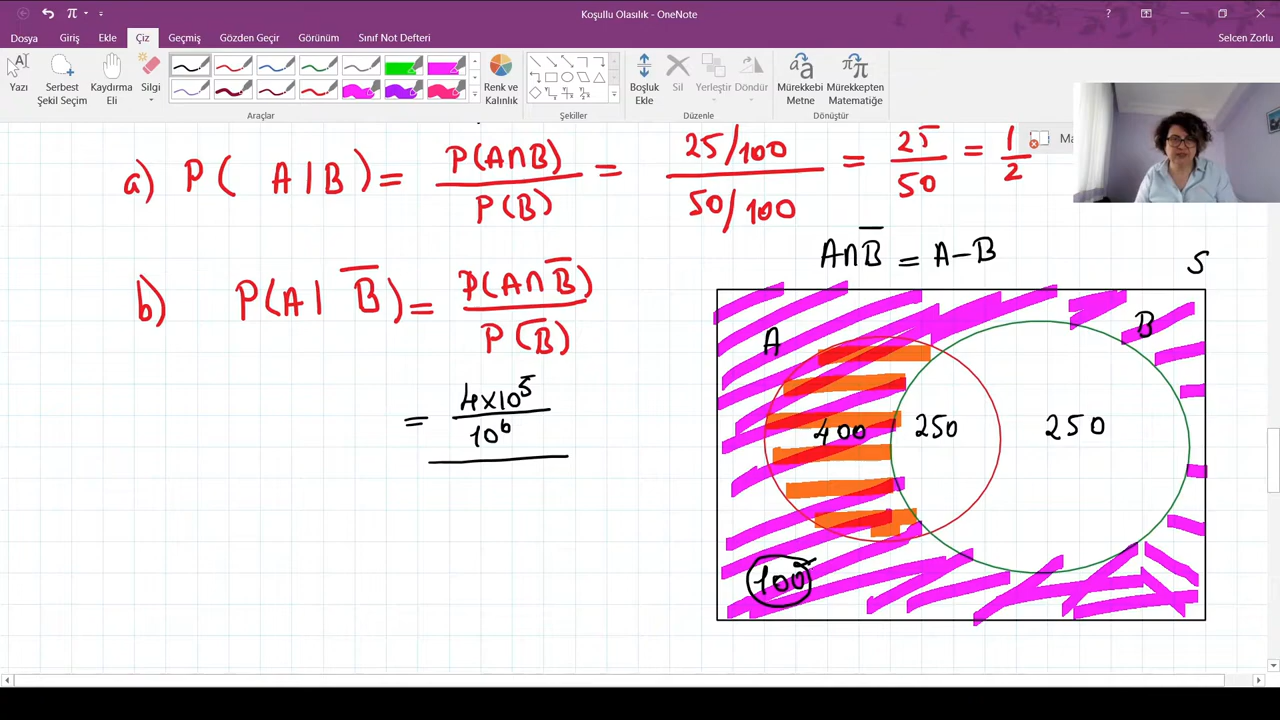 Koşullu Olasılık - OneNote
Dosya Giriş Ekle Çiz Geçmiş Gözden Geçir Görünüm Sınıf Not Defteri Selcen Zorlu
Yazı
Serbest Şekil Seçim
Kaydırma Eli
Silgi
Renk ve Kalınlık
Boşluk Ekle
Sil
Yerleştir
Döndür
Mürekkebi Metne
Mürekkepten Matematiğe
Araçlar Şekiller Düzenle Dönüştür
a) P( A|B) = P(A∩B)/P(B) = (25/100)/(50/100) = 25/50 = 1/2
A∩B̅ = A−B
S
b) P(A| B̅) = P(A∩B̅)/P(B̅)
= 4×10⁵/10⁶
A B
400 250 250
100